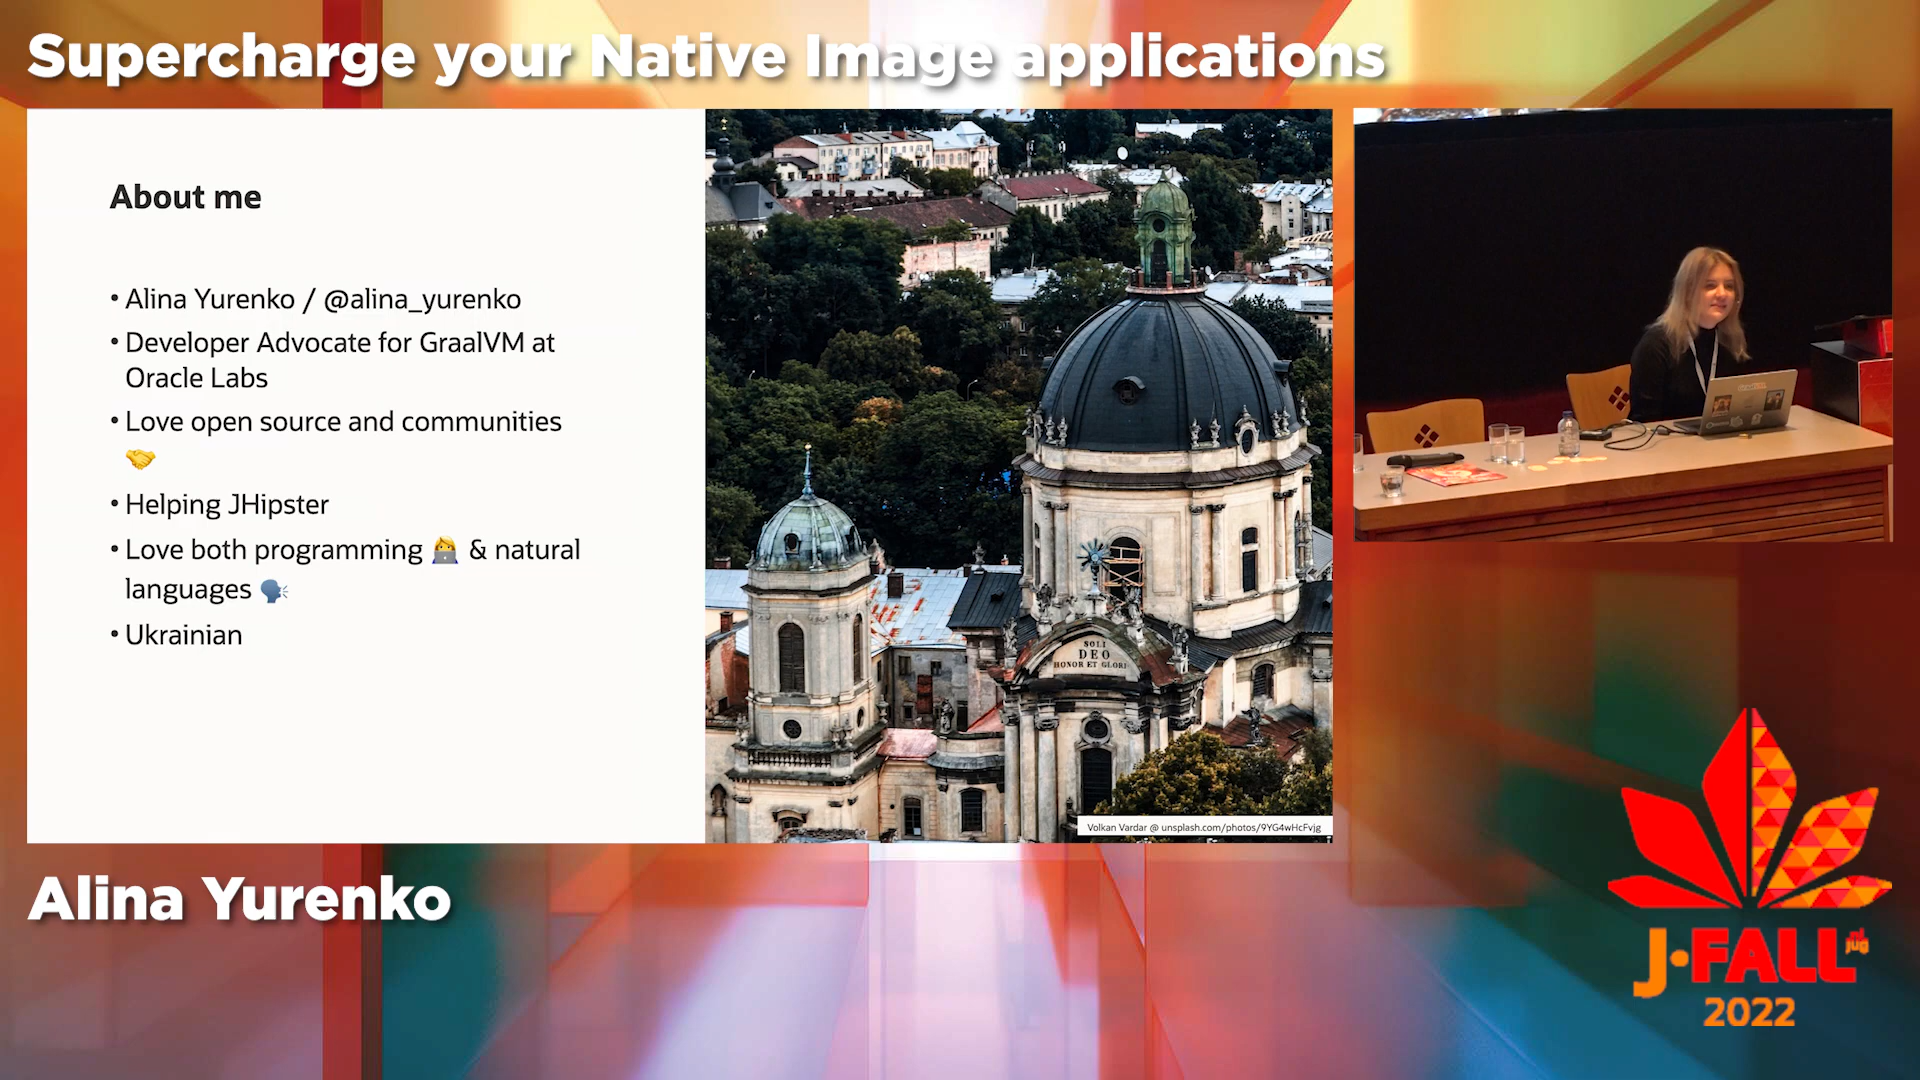 Supercharge your Native Image applications
About me
• Alina Yurenko / @alina_yurenko
• Developer Advocate for GraalVM at
Oracle Labs
• Love open source and communities
🤝
• Helping JHipster
• Love both programming 👩‍💻 & natural
languages 🗣️
• Ukrainian
SOLI
DEO
HONOR ET GLORI
Volkan Vardar @ unsplash.com/photos/9YG4wHcFvjg
Alina Yurenko
J•FALL
nl
jug
2022